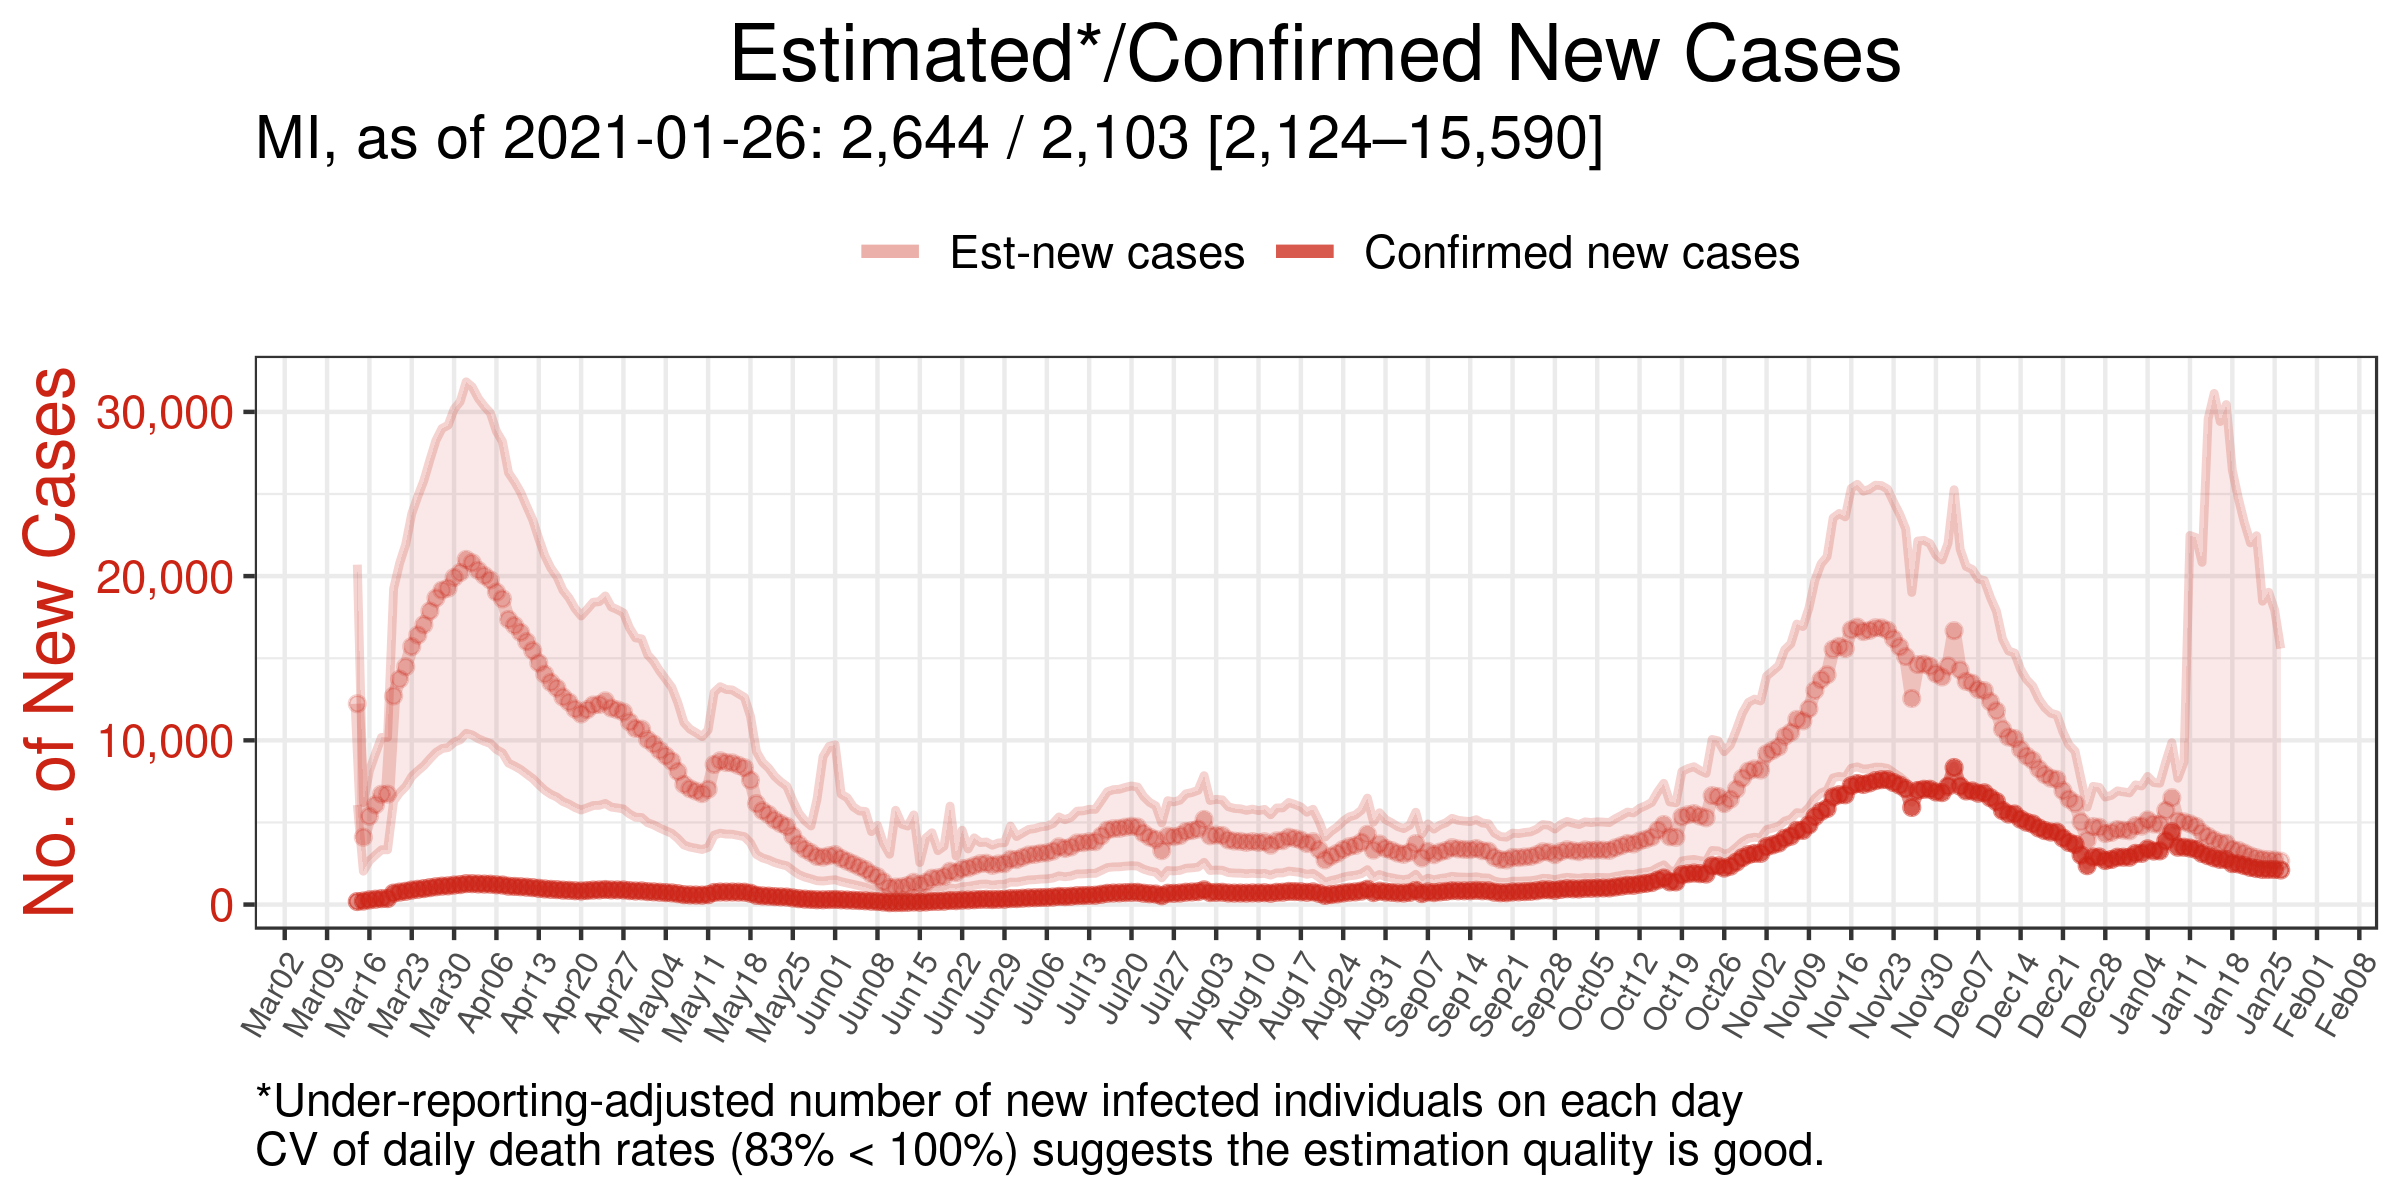 Estimated*/Confirmed New Cases
MI, as of 2021-01-26: 2,644 / 2,103 [2,124–15,590]
Est-new cases Confirmed new cases
No. of New Cases
30,000
20,000
10,000
0
Mar02 Mar09 Mar16 Mar23 Mar30 Apr06 Apr13 Apr20 Apr27 May04 May11 May18 May25 Jun01 Jun08 Jun15 Jun22 Jun29 Jul06 Jul13 Jul20 Jul27 Aug03 Aug10 Aug17 Aug24 Aug31 Sep07 Sep14 Sep21 Sep28 Oct05 Oct12 Oct19 Oct26 Nov02 Nov09 Nov16 Nov23 Nov30 Dec07 Dec14 Dec21 Dec28 Jan04 Jan11 Jan18 Jan25 Feb01 Feb08
*Under-reporting-adjusted number of new infected individuals on each day
CV of daily death rates (83% < 100%) suggests the estimation quality is good.